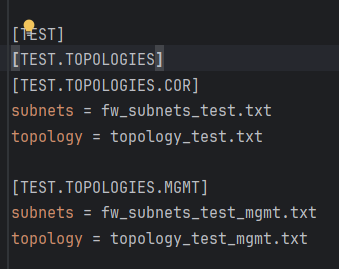 [TEST]
[TEST.TOPOLOGIES]
[TEST.TOPOLOGIES.COR]
subnets = fw_subnets_test.txt
topology = topology_test.txt
[TEST.TOPOLOGIES.MGMT]
subnets = fw_subnets_test_mgmt.txt
topology = topology_test_mgmt.txt